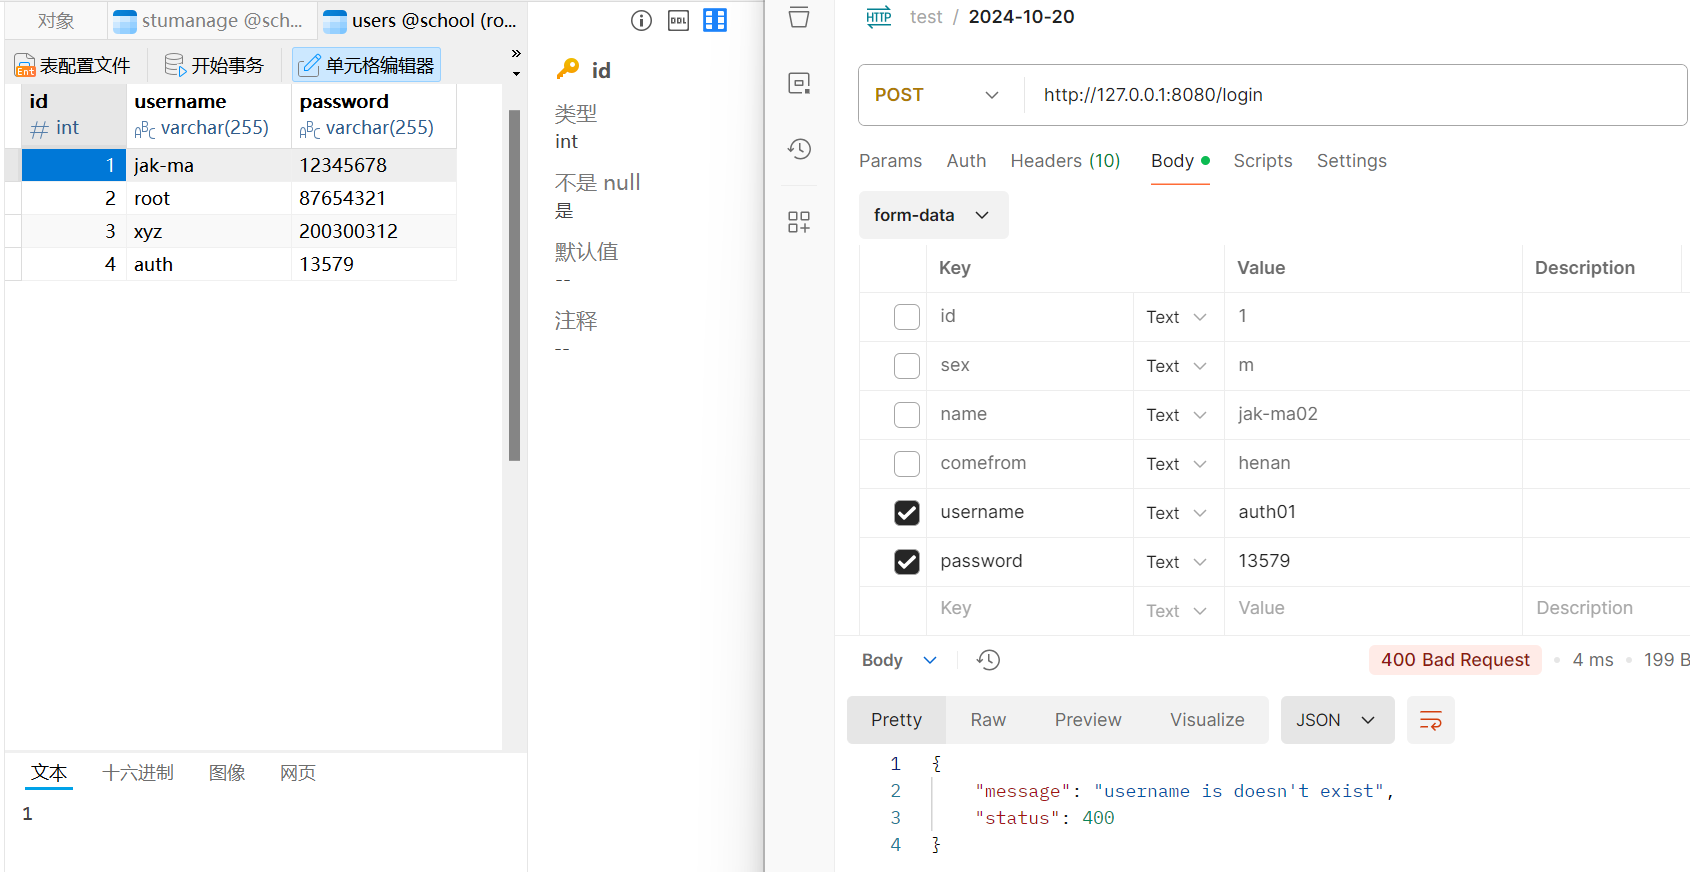 对象
stumanage @sch...
users @school (ro...
表配置文件
开始事务
单元格编辑器
»
id
# int
username
ABC varchar(255)
password
ABC varchar(255)
1 jak-ma 12345678
2 root 87654321
3 xyz 200300312
4 auth 13579
文本 十六进制 图像 网页
1
DDL
id
类型
int
不是 null
是
默认值
--
注释
--
HTTP test / 2024-10-20
POST http://127.0.0.1:8080/login
Params Auth Headers (10) Body Scripts Settings
form-data
Key Value Description
id Text 1
sex Text m
name Text jak-ma02
comefrom Text henan
username Text auth01
password Text 13579
Key Text Value Description
Body 400 Bad Request • 4 ms • 199 B
Pretty Raw Preview Visualize JSON
1 {
2 "message": "username is doesn't exist",
3 "status": 400
4 }